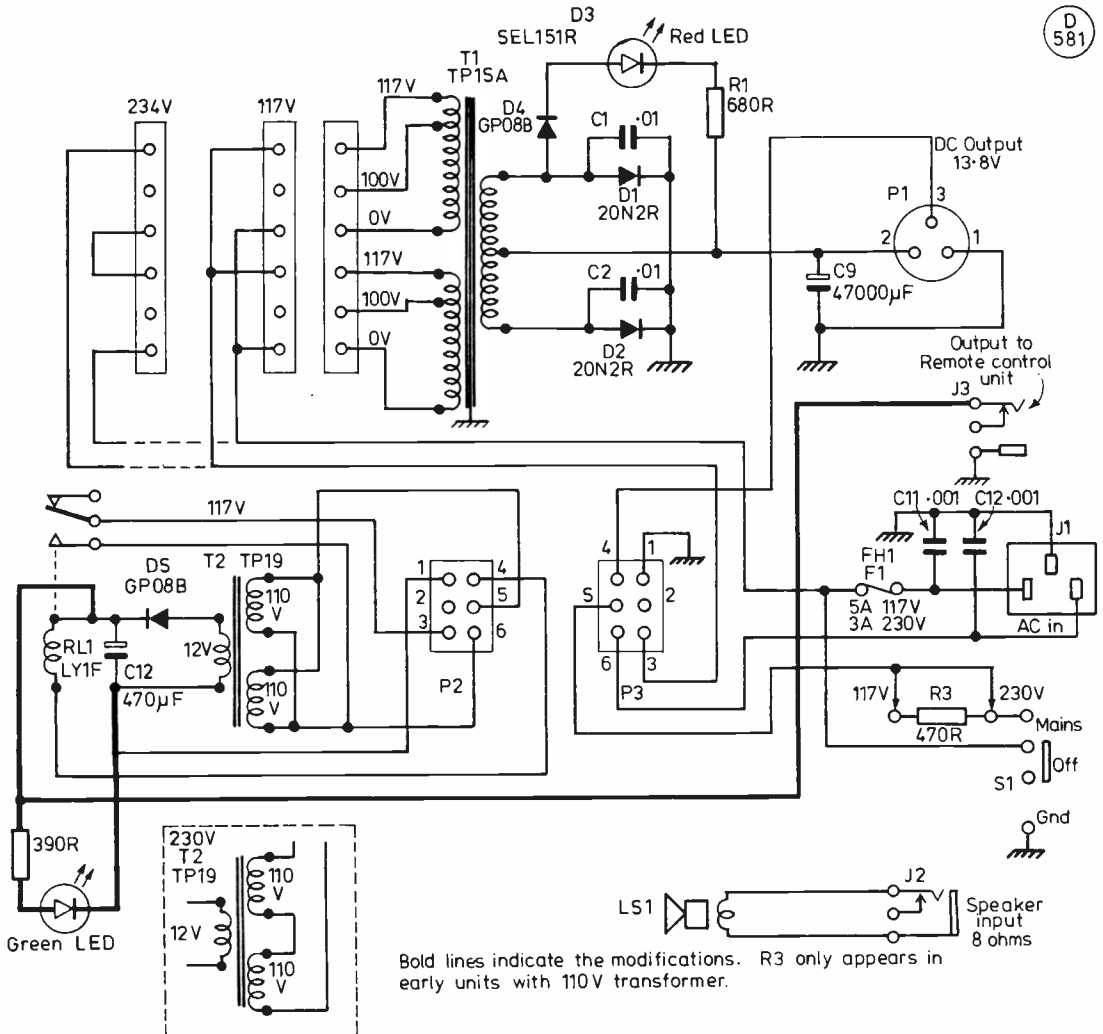 D
581
D3
SEL151R
Red LED
T1
TP15A
117V
D4
GP08B
C1
·01
R1
680R
234V
117V
DC Output
13·8V
100V
D1
20N2R
P1
3
2
1
0V
117V
C2
·01
C9
47000µF
100V
0V
D2
20N2R
Output to
Remote control
unit
J3
117V
C11 ·001
C12 ·001
J1
FH1
F1
5A 117V
3A 230V
AC in
D5
GP08B
T2
TP19
110
V
110
V
12V
RL1
LY1F
C12
470µF
1
2
3
4
5
6
P2
4
1
5
2
6
3
P3
117V
R3
470R
230V
Mains
Off
S1
Gnd
390R
Green LED
230V
T2
TP19
110
V
12V
110
V
LS1
J2
Speaker
input
8 ohms
Bold lines indicate the modifications. R3 only appears in
early units with 110V transformer.